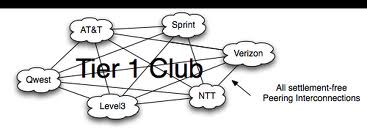 Sprint
AT&T
Verizon
Tier 1 Club
Qwest
All settlement-free
Peering Interconnections
NTT
Level3